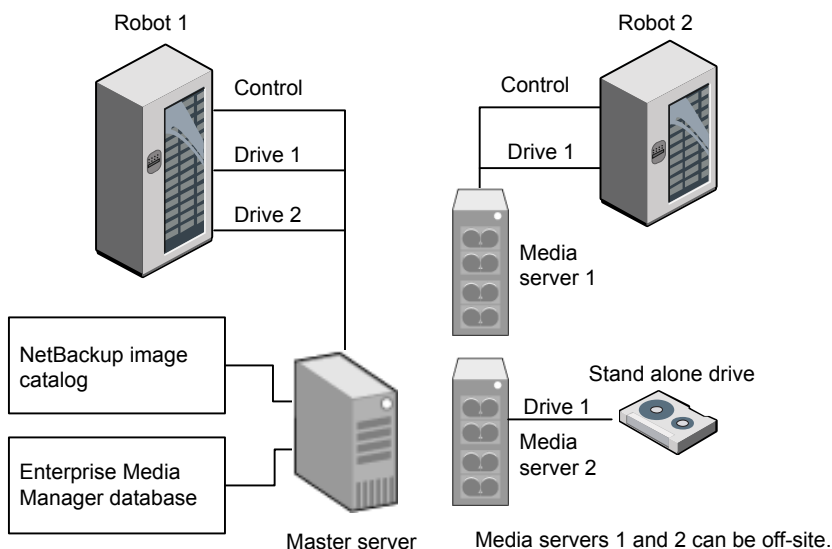 Robot 1
Robot 2
Control
Drive 1
Drive 2
Control
Drive 1
Media
server 1
NetBackup image
catalog
Enterprise Media
Manager database
Master server
Stand alone drive
Drive 1
Media
server 2
Media servers 1 and 2 can be off-site.